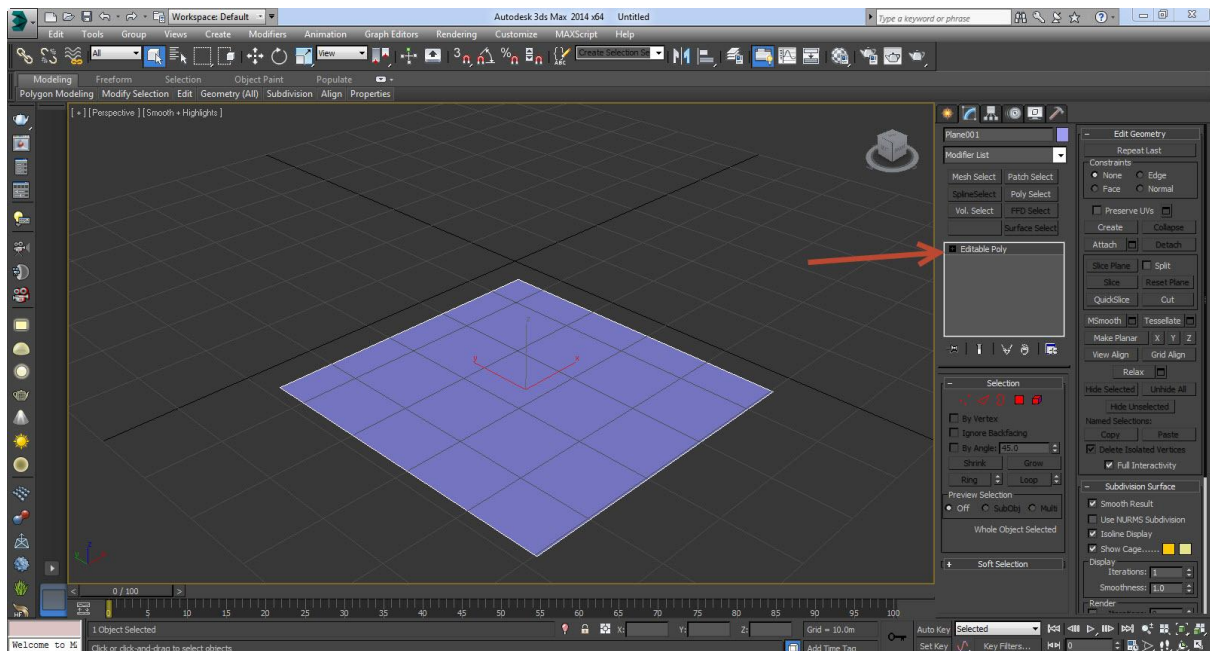 Workspace: Default
Autodesk 3ds Max 2014 x64 Untitled
Type a keyword or phrase
Edit Tools Group Views Create Modifiers Animation Graph Editors Rendering Customize MAXScript Help
All
View
Create Selection Se
Modeling Freeform Selection Object Paint Populate
Polygon Modeling Modify Selection Edit Geometry (All) Subdivision Align Properties
[ + ] [ Perspective ] [ Smooth + Highlights ]
Plane001
Modifier List
Mesh Select Patch Select
SplineSelect Poly Select
Vol. Select FFD Select
Surface Select
Editable Poly
Selection
By Vertex
Ignore Backfacing
By Angle: 45.0
Shrink Grow
Ring Loop
Preview Selection
Off SubObj Multi
Whole Object Selected
Soft Selection
Edit Geometry
Repeat Last
Constraints
None Edge
Face Normal
Preserve UVs
Create Collapse
Attach Detach
Slice Plane Split
Slice Reset Plane
QuickSlice Cut
MSmooth Tessellate
Make Planar X Y Z
View Align Grid Align
Relax
Hide Selected Unhide All
Hide Unselected
Named Selections:
Copy Paste
Delete Isolated Vertices
Full Interactivity
Subdivision Surface
Smooth Result
Use NURMS Subdivision
Isoline Display
Show Cage......
Display
Iterations: 1
Smoothness: 1.0
Render
z
y x
z
0 / 100
0 5 10 15 20 25 30 35 40 45 50 55 60 65 70 75 80 85 90 95 100
1 Object Selected
X: Y: Z:
Grid = 10.0m
Auto Key Selected
Welcome to M
Click or click-and-drag to select objects
Add Time Tag
Set Key Key Filters... 0